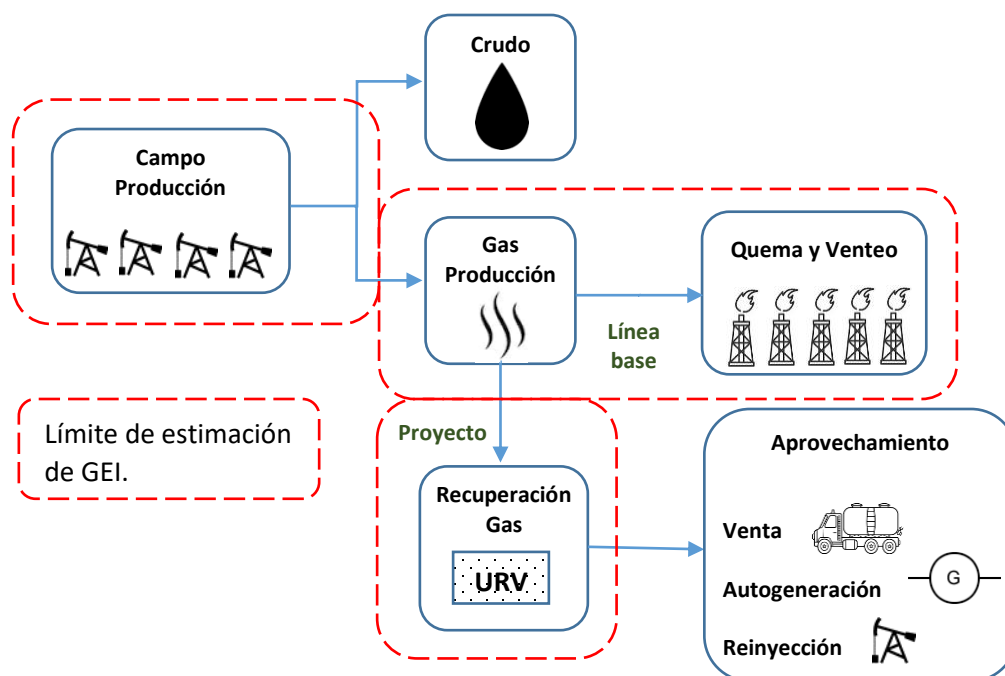 Crudo
Campo
Producción
Gas
Producción
Quema y Venteo
Línea
base
Límite de estimación
de GEI.
Proyecto
Recuperación
Gas
URV
Aprovechamiento
Venta
Autogeneración
G
Reinyección